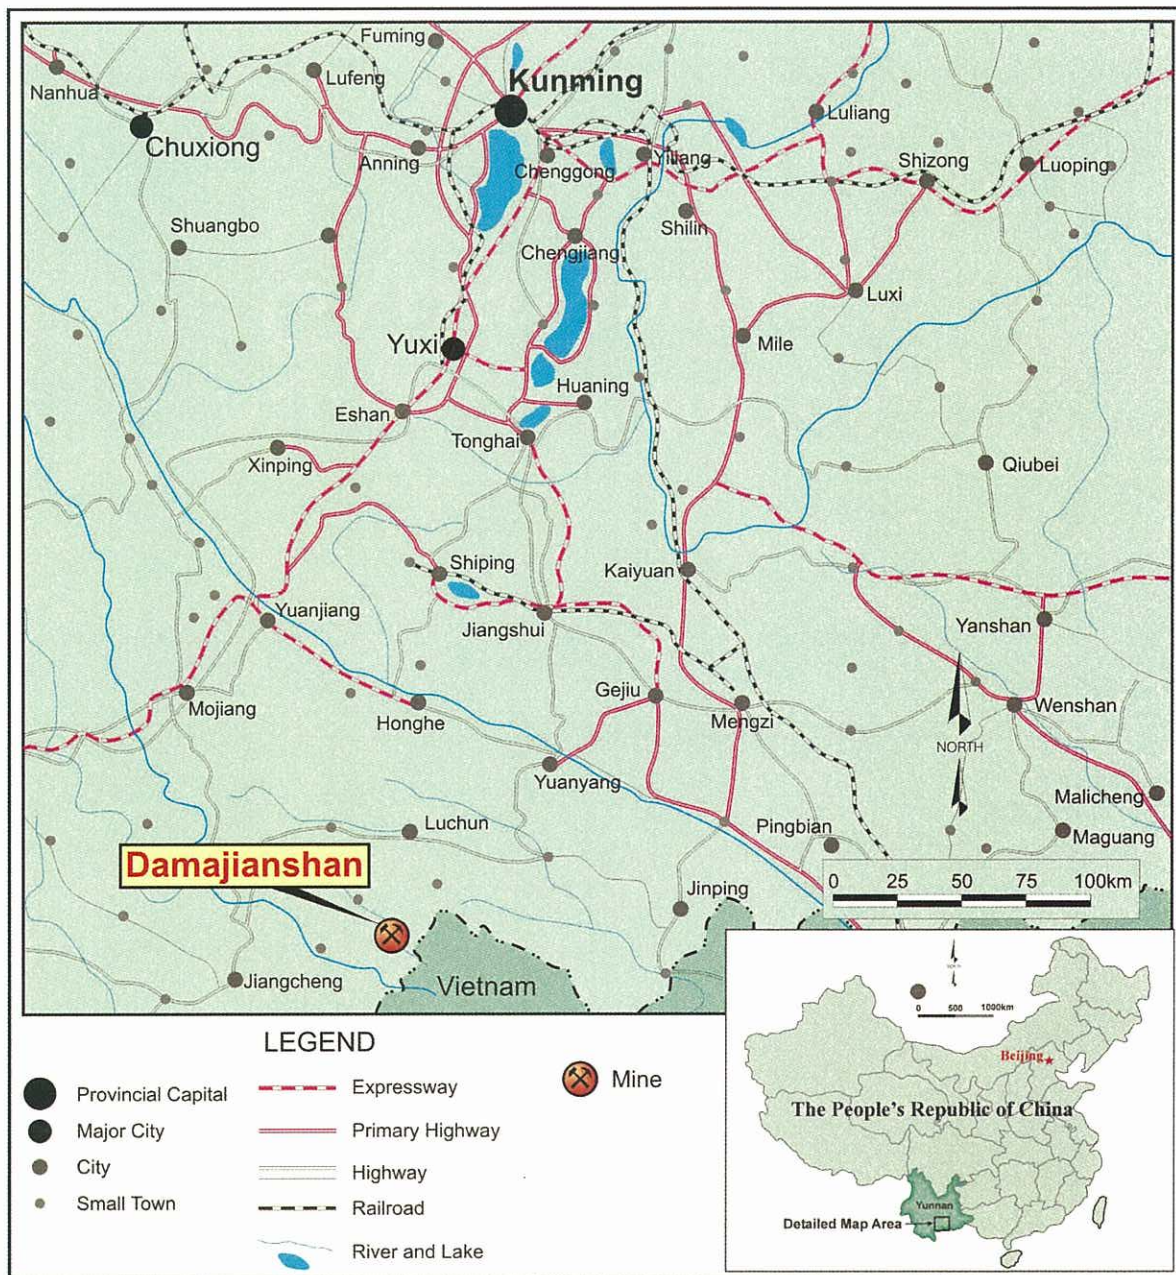 Fuming
Kunming
Nanhua
Lufeng
Luliang
Chuxiong
Anning
Chenggong
Yiliang
Shizong
Luoping
Shuangbo
Shilin
Chengjiang
Luxi
Yuxi
Mile
Huaning
Eshan
Tonghai
Xinping
Qiubei
Shiping
Kaiyuan
Yuanjiang
Jiangshui
Yanshan
Mojiang
Honghe
Gejiu
Mengzi
Wenshan
NORTH
Yuanyang
Malicheng
Luchun
Pingbian
Maguang
Damajianshan
0 25 50 75 100km
Jinping
Jiangcheng
Vietnam
LEGEND
Provincial Capital
Major City
City
Small Town
Expressway
Primary Highway
Highway
Railroad
River and Lake
Mine
0 500 1000km
Beijing
The People's Republic of China
Yunnan
Detailed Map Area